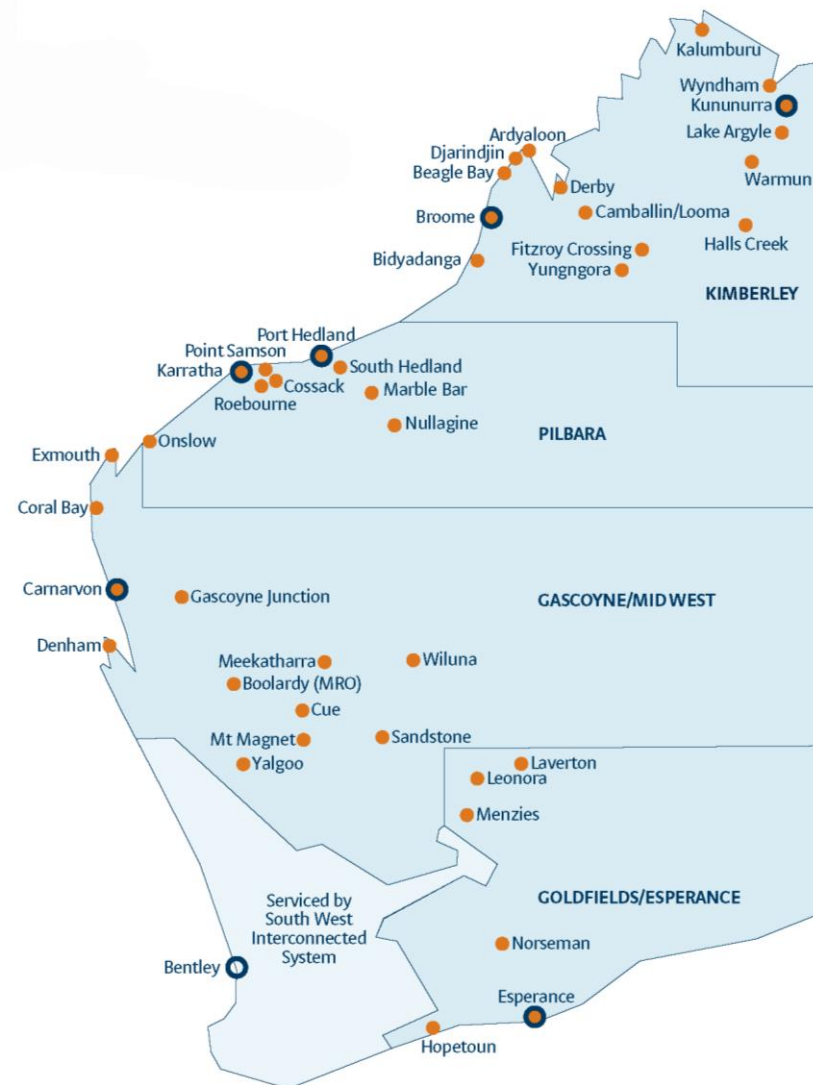 Kalumburu
Wyndham
Kununurra
Ardyaloon
Lake Argyle
Djarindjin
Beagle Bay
Warmun
Derby
Camballin/Looma
Broome
Halls Creek
Fitzroy Crossing
Bidyadanga
Yungngora
KIMBERLEY
Port Hedland
Point Samson
Karratha
South Hedland
Cossack
Marble Bar
Roebourne
Nullagine
PILBARA
Onslow
Exmouth
Coral Bay
Carnarvon
Gascoyne Junction
GASCOYNE/MID WEST
Denham
Meekatharra
Wiluna
Boolardy (MRO)
Cue
Mt Magnet
Sandstone
Yalgoo
Laverton
Leonora
Menzies
GOLDFIELDS/ESPERANCE
Serviced by
South West
Interconnected
System
Norseman
Bentley
Esperance
Hopetoun